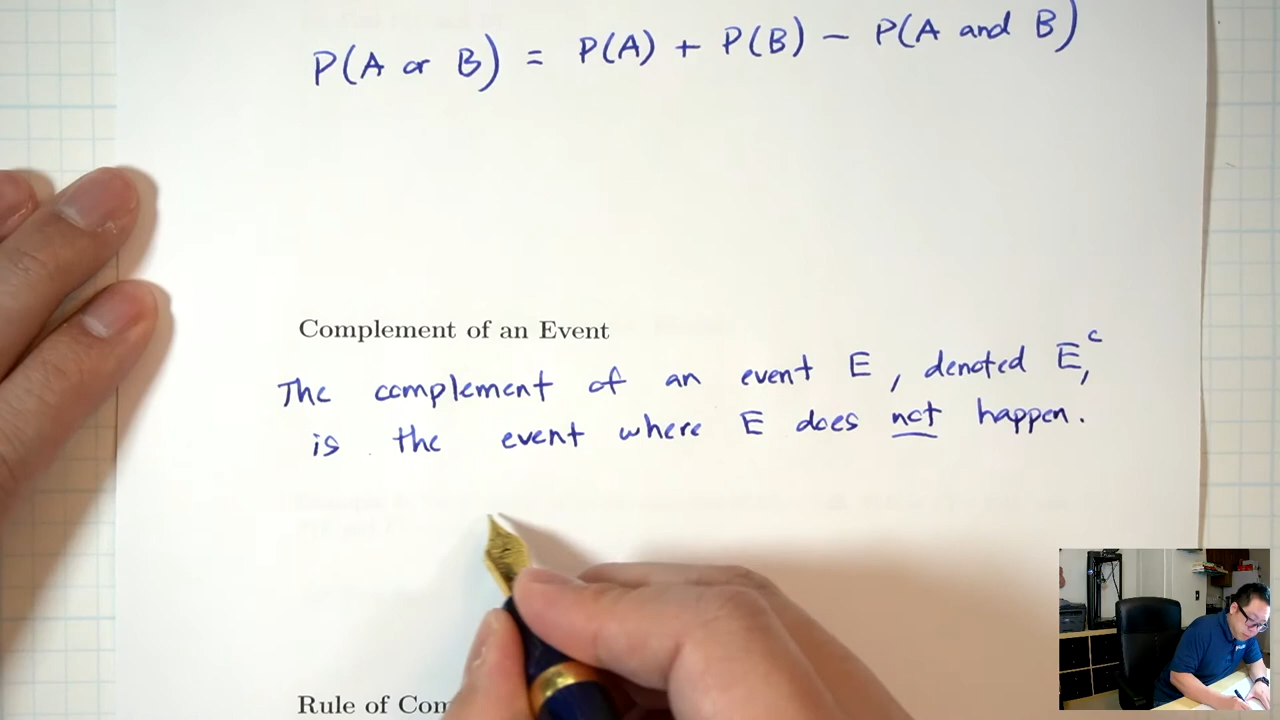 P(A or B) = P(A) + P(B) − P(A and B)
Complement of an Event
The complement of an event E, denoted Eᶜ,
is the event where E does not happen.
Rule of Com